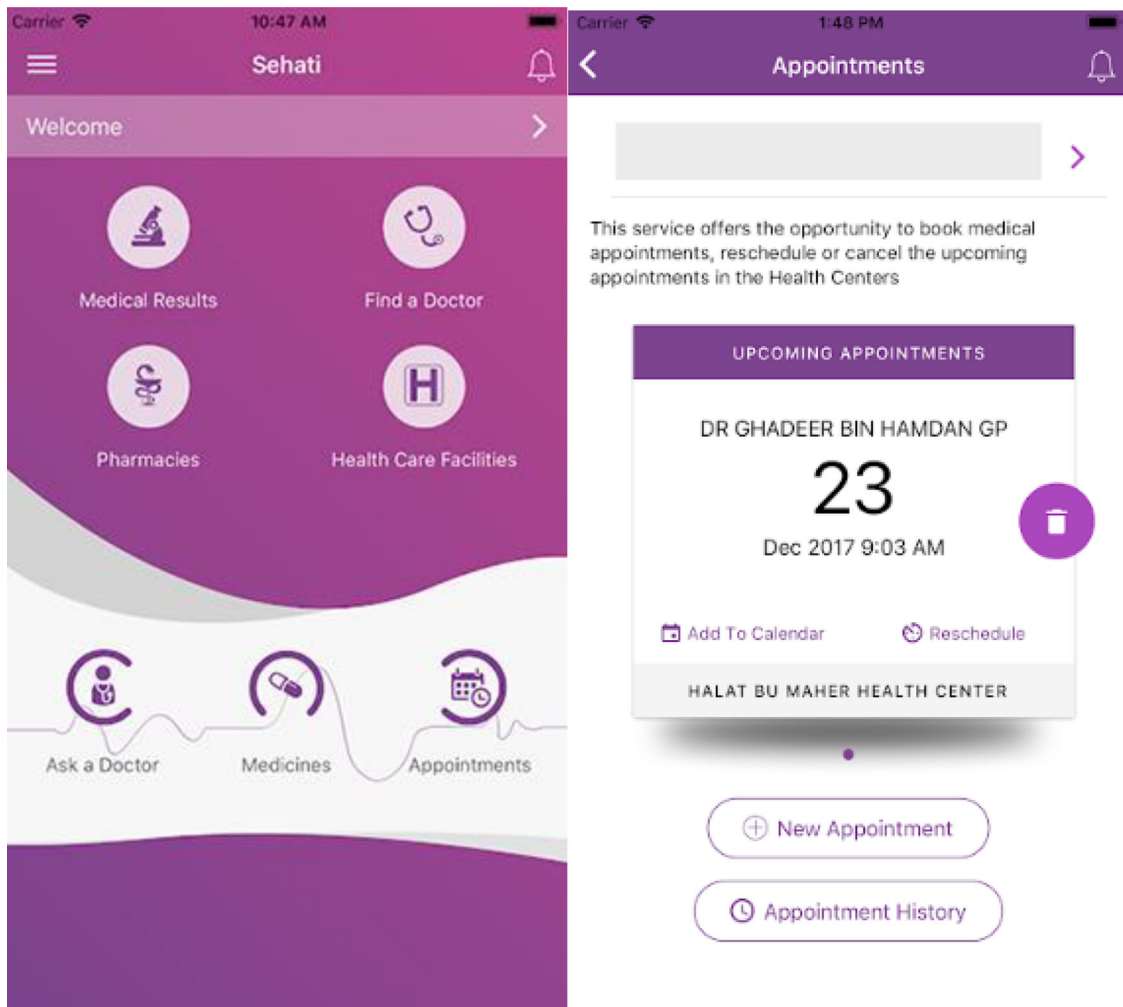 Carrier 10:47 AM
Sehati
Welcome
Medical Results Find a Doctor
H
Pharmacies Health Care Facilities
Ask a Doctor Medicines Appointments
Carrier 1:48 PM
Appointments
This service offers the opportunity to book medical
appointments, reschedule or cancel the upcoming
appointments in the Health Centers
UPCOMING APPOINTMENTS
DR GHADEER BIN HAMDAN GP
23
Dec 2017 9:03 AM
Add To Calendar Reschedule
HALAT BU MAHER HEALTH CENTER
New Appointment
Appointment History